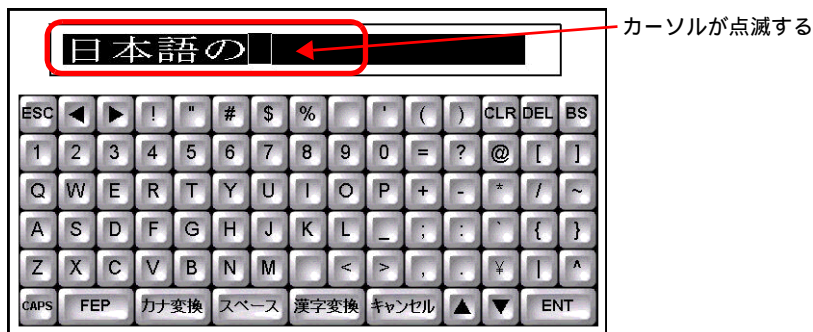 カーソルが点滅する
日本語の
ESC ◀ ▶ ! " # $ % ' ( ) CLR DEL BS
1 2 3 4 5 6 7 8 9 0 = ? @ [ ]
Q W E R T Y U I O P + - * / ~
A S D F G H J K L _ ; : ` { }
Z X C V B N M < > , . ¥ | ^
CAPS FEP カナ変換 スペース 漢字変換 キャンセル ▲ ▼ ENT